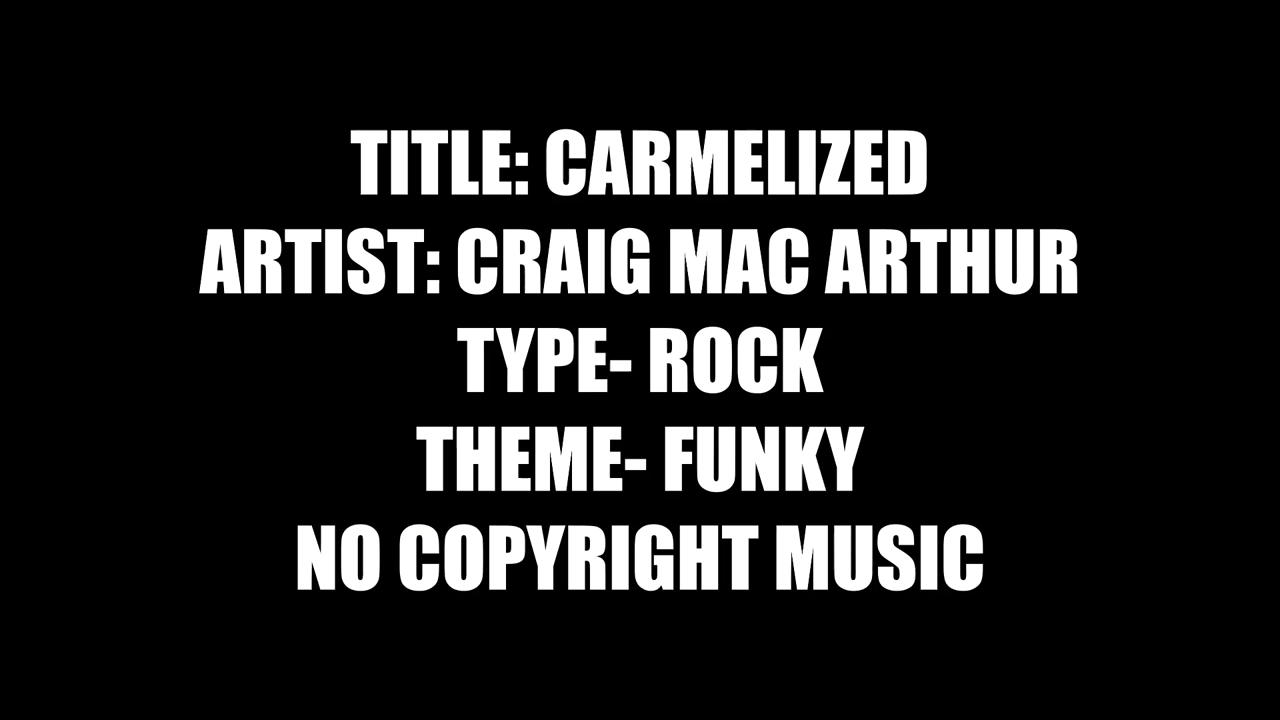 TITLE: CARMELIZED
ARTIST: CRAIG MAC ARTHUR
TYPE- ROCK
THEME- FUNKY
NO COPYRIGHT MUSIC